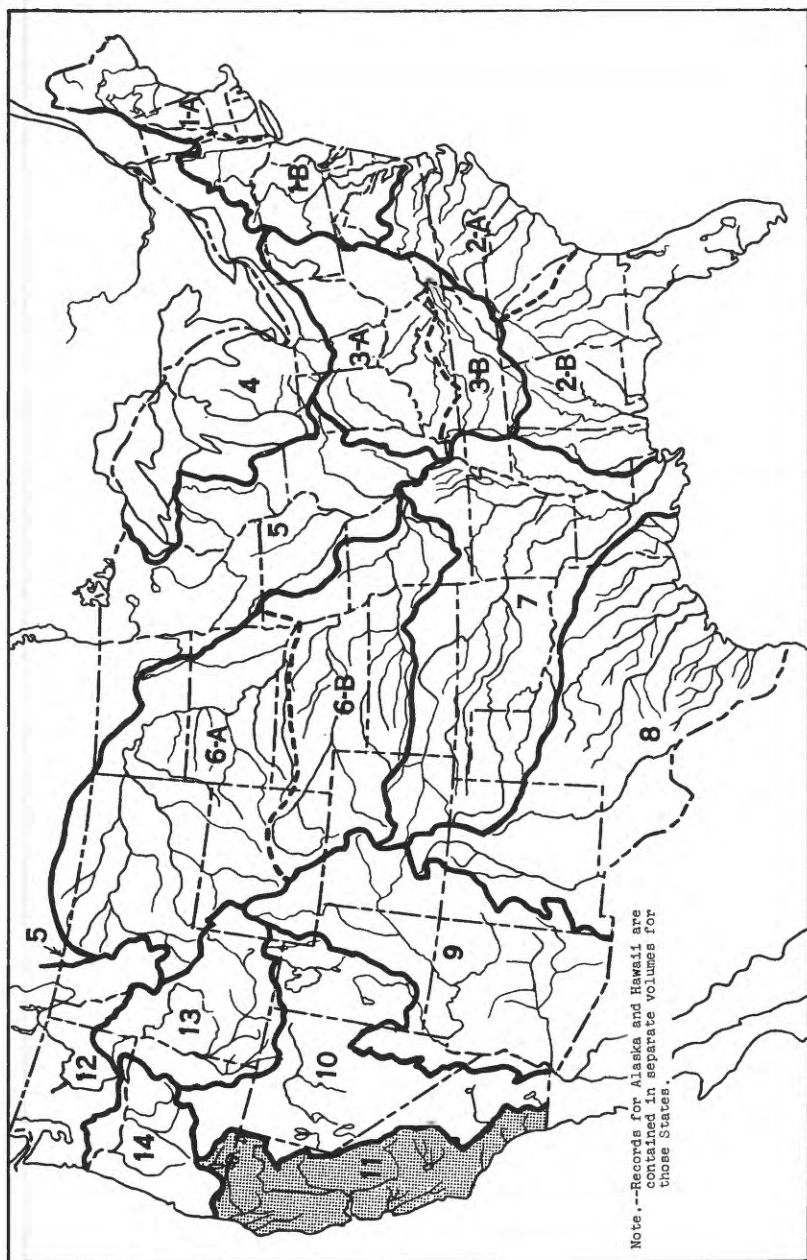 5
12
14
13
10
11
9
6-A
6-B
5
4
3-A
3-B
7
8
1-A
1-B
2-A
2-B
Note.--Records for Alaska and Hawaii are
contained in separate volumes for
those States.